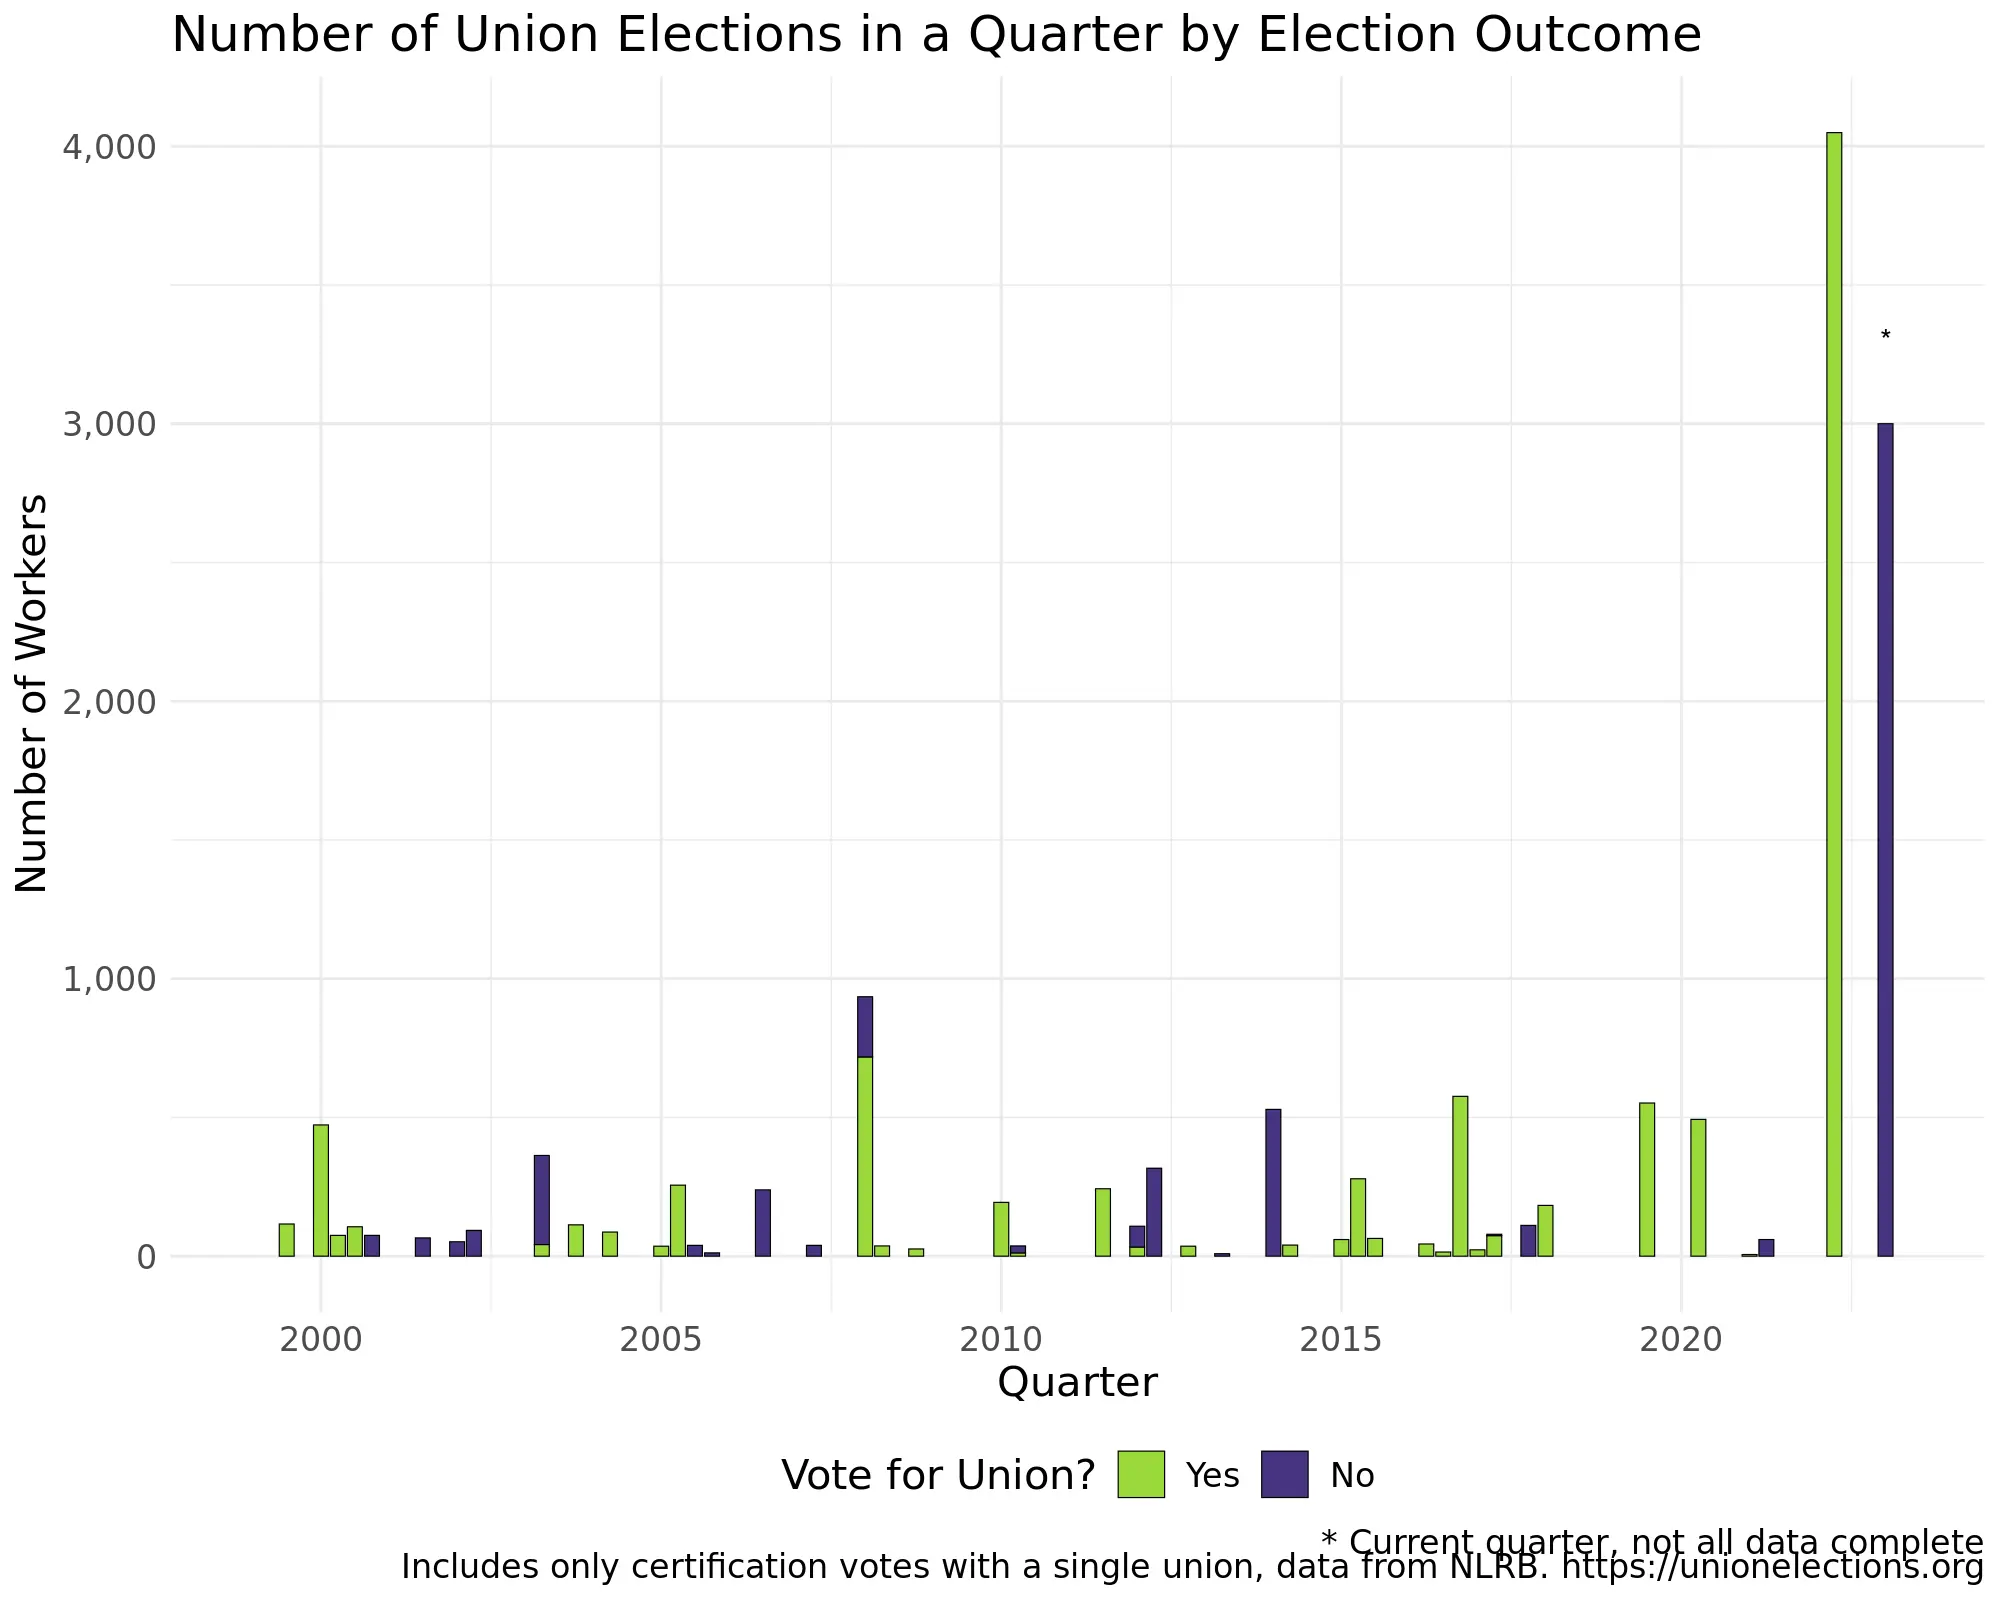 Number of Union Elections in a Quarter by Election Outcome
4,000
3,000
2,000
1,000
0
Number of Workers
*
2000 2005 2010 2015 2020
Quarter
Vote for Union? Yes No
* Current quarter, not all data complete
Includes only certification votes with a single union, data from NLRB. https://unionelections.org